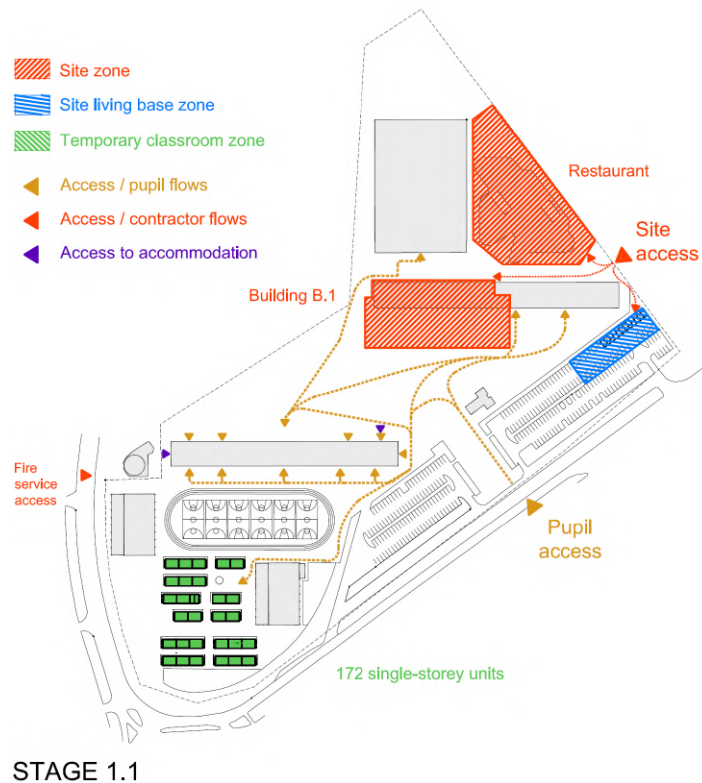 Site zone
Site living base zone
Temporary classroom zone
Access / pupil flows
Access / contractor flows
Access to accommodation
Restaurant
Site
access
Building B.1
Fire
service
access
Pupil
access
172 single-storey units
STAGE 1.1